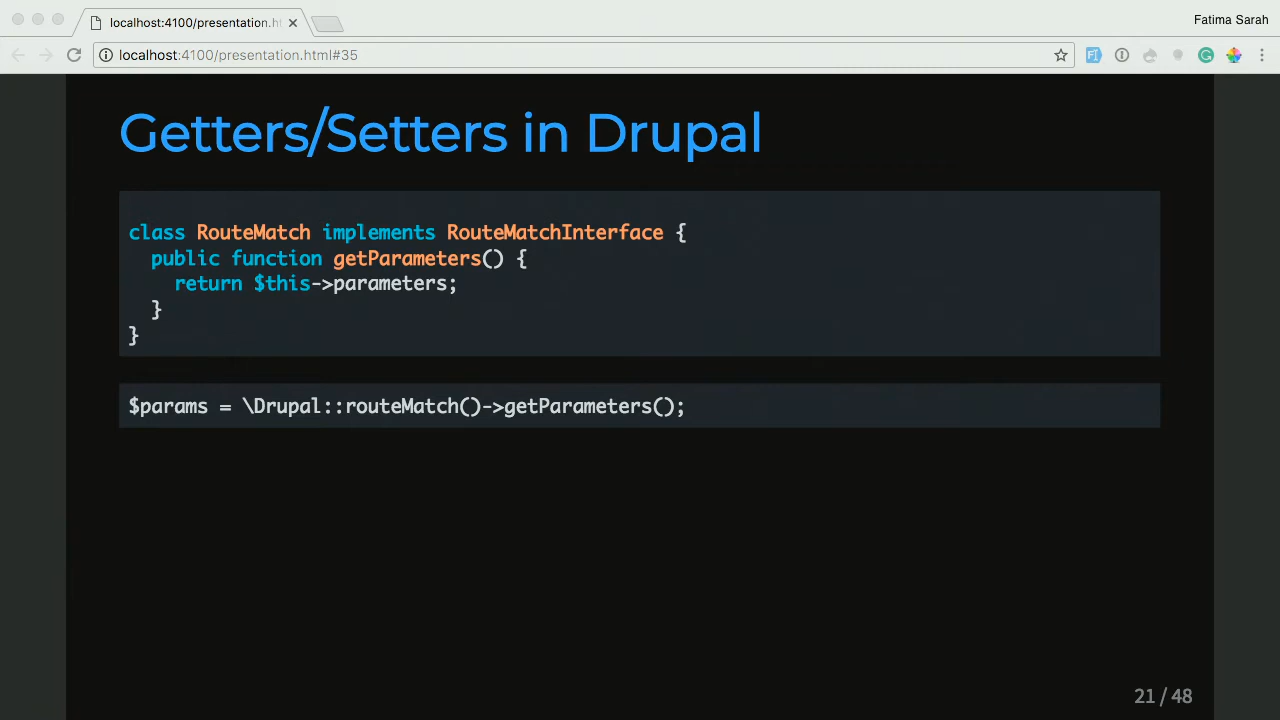 localhost:4100/presentation.h
Fatima Sarah
localhost:4100/presentation.html#35
Getters/Setters in Drupal
class RouteMatch implements RouteMatchInterface {
public function getParameters() {
return $this->parameters;
}
}
$params = \Drupal::routeMatch()->getParameters();
21 / 48